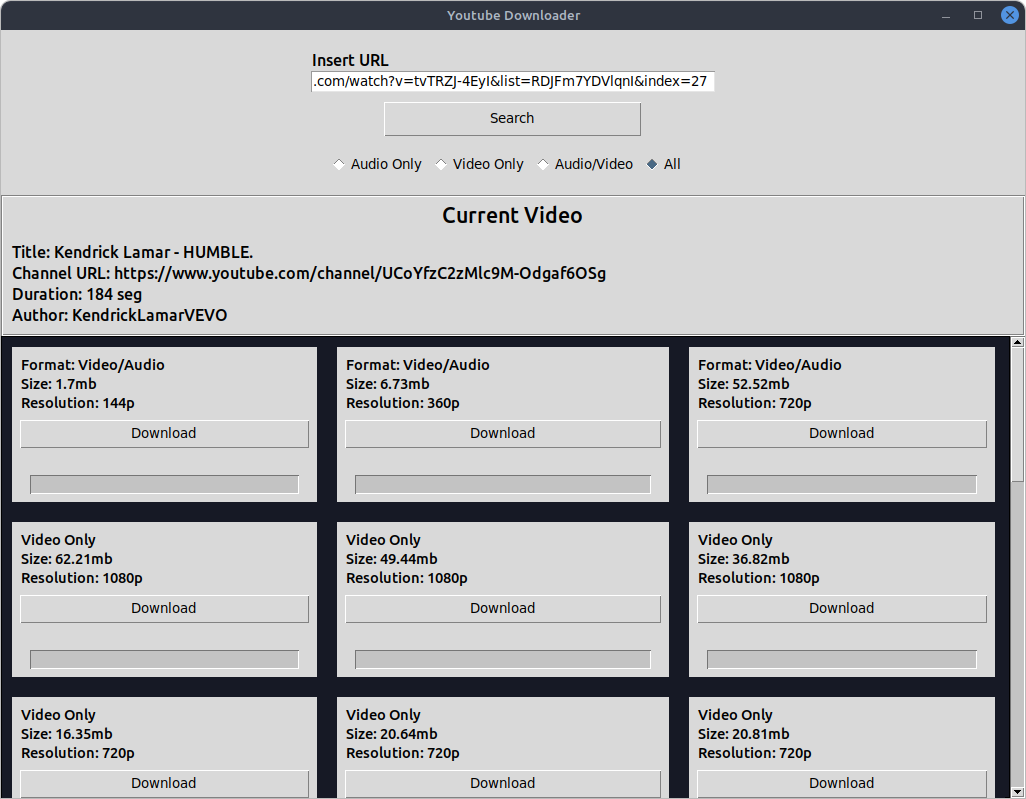 Youtube Downloader
Insert URL
.com/watch?v=tvTRZJ-4EyI&list=RDJFm7YDVlqnI&index=27
Search
Audio Only Video Only Audio/Video All
Current Video
Title: Kendrick Lamar - HUMBLE.
Channel URL: https://www.youtube.com/channel/UCoYfzC2zMlc9M-Odgaf6OSg
Duration: 184 seg
Author: KendrickLamarVEVO
Format: Video/Audio
Size: 1.7mb
Resolution: 144p
Download
Format: Video/Audio
Size: 6.73mb
Resolution: 360p
Download
Format: Video/Audio
Size: 52.52mb
Resolution: 720p
Download
Video Only
Size: 62.21mb
Resolution: 1080p
Download
Video Only
Size: 49.44mb
Resolution: 1080p
Download
Video Only
Size: 36.82mb
Resolution: 1080p
Download
Video Only
Size: 16.35mb
Resolution: 720p
Download
Video Only
Size: 20.64mb
Resolution: 720p
Download
Video Only
Size: 20.81mb
Resolution: 720p
Download